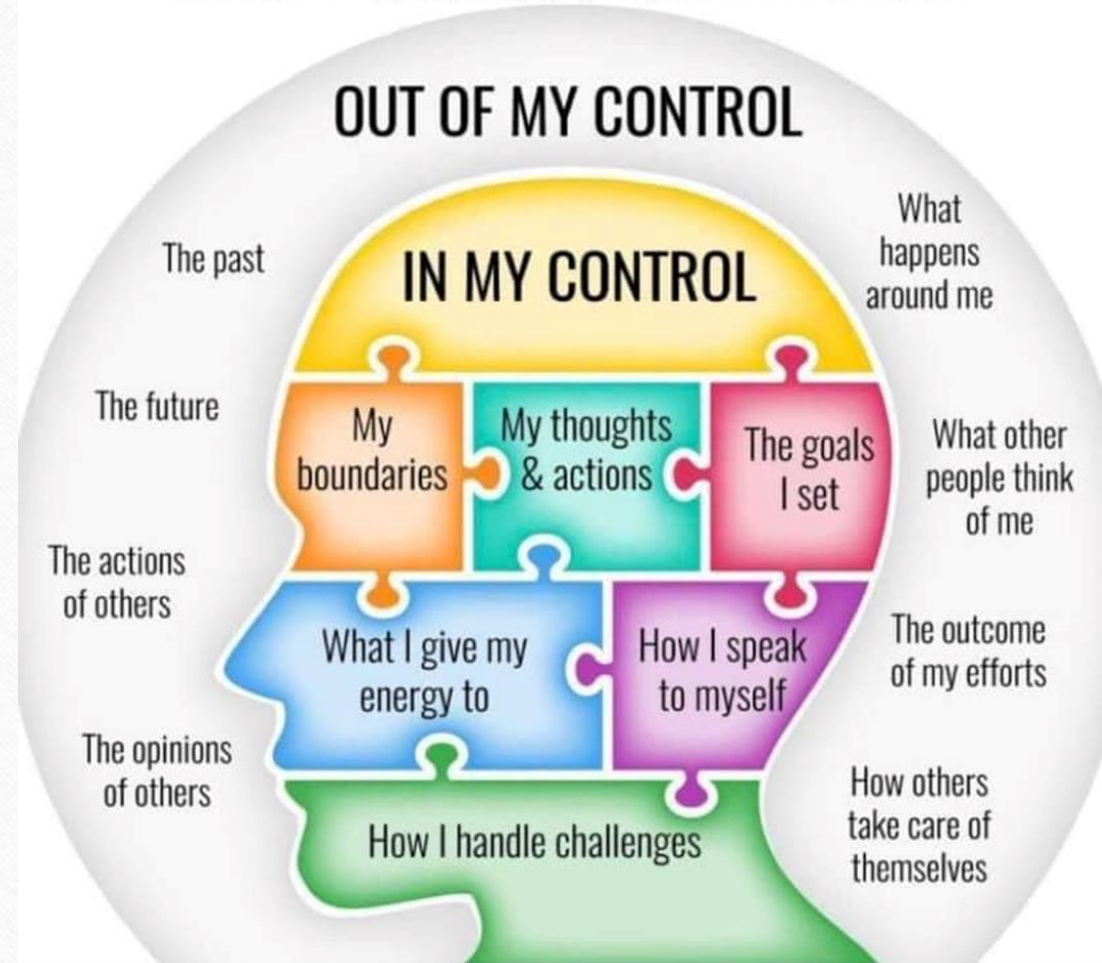 OUT OF MY CONTROL
IN MY CONTROL
The past
The future
The actions
of others
The opinions
of others
My
boundaries
My thoughts
& actions
The goals
I set
What I give my
energy to
How I speak
to myself
How I handle challenges
What
happens
around me
What other
people think
of me
The outcome
of my efforts
How others
take care of
themselves